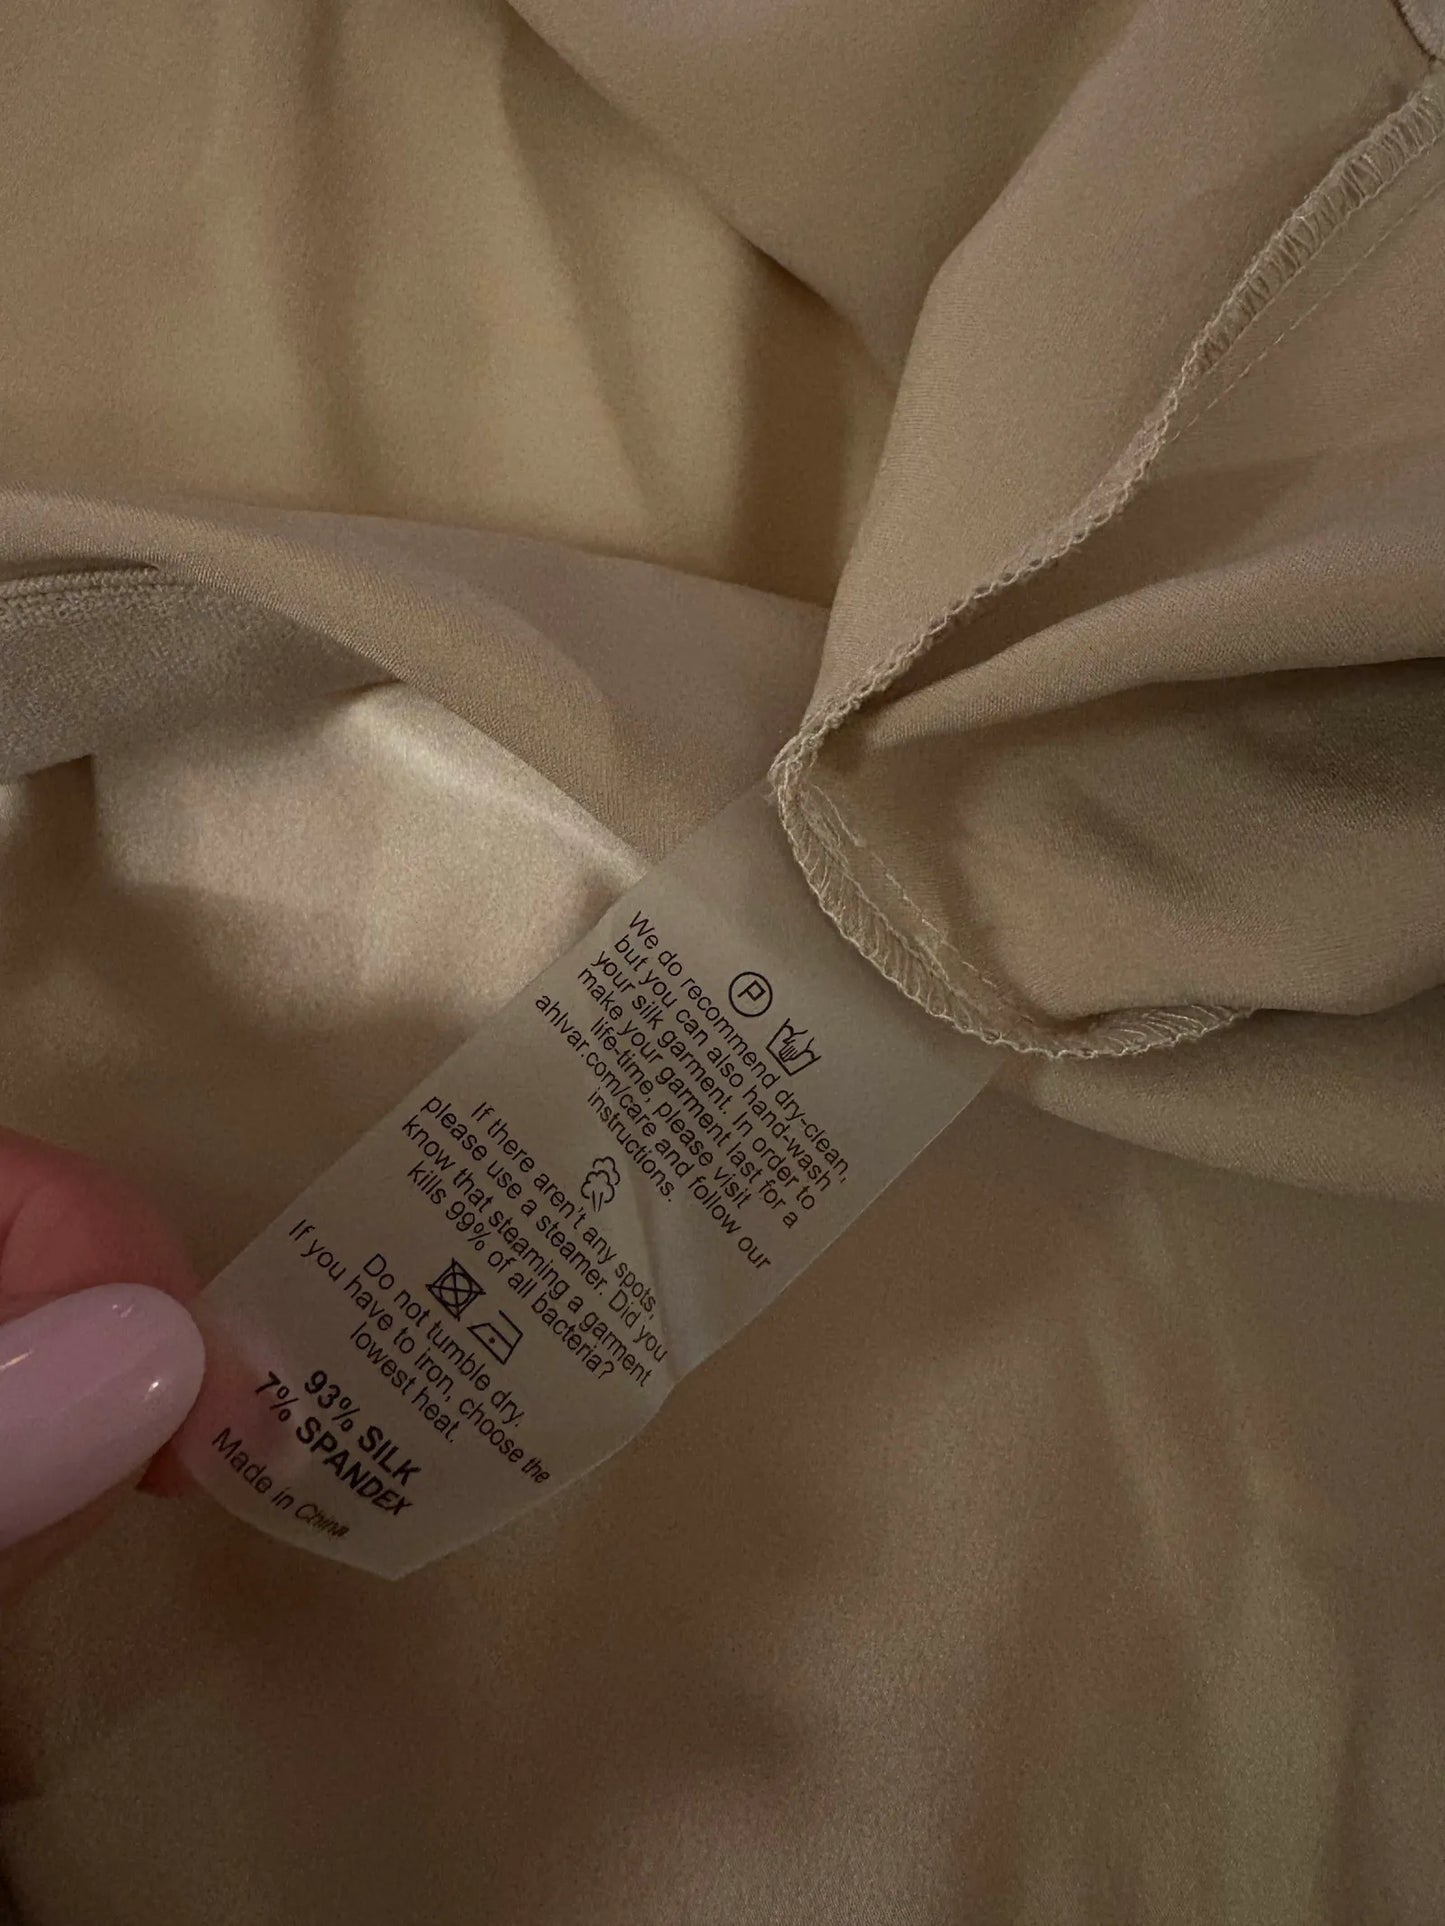 P
We do recommend dry-clean,
but you can also hand-wash
your silk garment. In order to
make your garment last for a
life-time, please visit
ahlvar.com/care and follow our
instructions.
If there aren't any spots,
please use a steamer. Did you
know that steaming a garment
kills 99% of all bacteria?
Do not tumble dry.
If you have to iron, choose the
lowest heat.
93% SILK
7% SPANDEX
Made in China